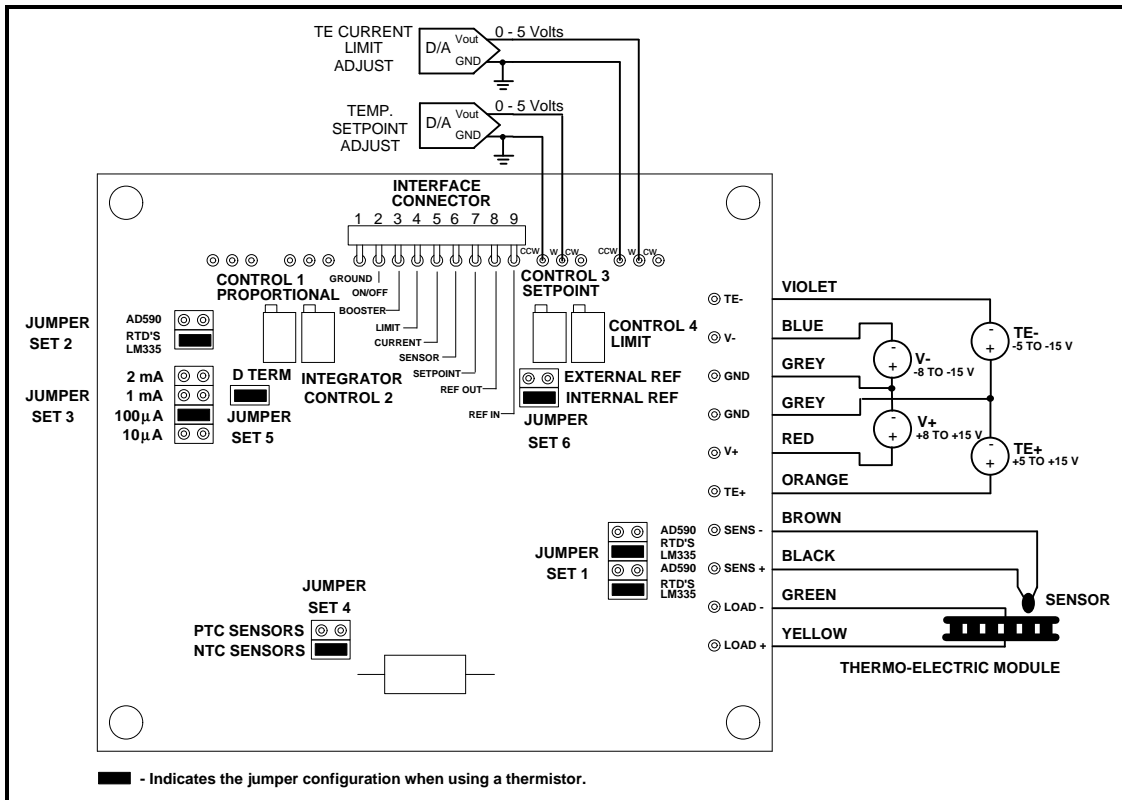 TE CURRENT
LIMIT
ADJUST
D/A
Vout
GND
0 - 5 Volts
TEMP.
SETPOINT
ADJUST
D/A
Vout
GND
0 - 5 Volts
INTERFACE
CONNECTOR
1 2 3 4 5 6 7 8 9
CCW W CW
CCW W CW
GROUND
ON/OFF
BOOSTER
LIMIT
CURRENT
SENSOR
SETPOINT
REF OUT
REF IN
CONTROL 1
PROPORTIONAL
INTEGRATOR
CONTROL 2
CONTROL 3
SETPOINT
CONTROL 4
LIMIT
JUMPER
SET 2
AD590
RTD'S
LM335
JUMPER
SET 3
2 mA
1 mA
100µA
10µA
D TERM
JUMPER
SET 5
EXTERNAL REF
INTERNAL REF
JUMPER
SET 6
TE-
V-
GND
GND
V+
TE+
SENS -
SENS +
LOAD -
LOAD +
VIOLET
BLUE
GREY
GREY
RED
ORANGE
BROWN
BLACK
GREEN
YELLOW
-
+
V-
-8 TO -15 V
-
+
V+
+8 TO +15 V
-
+
TE-
-5 TO -15 V
-
+
TE+
+5 TO +15 V
JUMPER
SET 1
AD590
RTD'S
LM335
AD590
RTD'S
LM335
SENSOR
THERMO-ELECTRIC MODULE
JUMPER
SET 4
PTC SENSORS
NTC SENSORS
- Indicates the jumper configuration when using a thermistor.